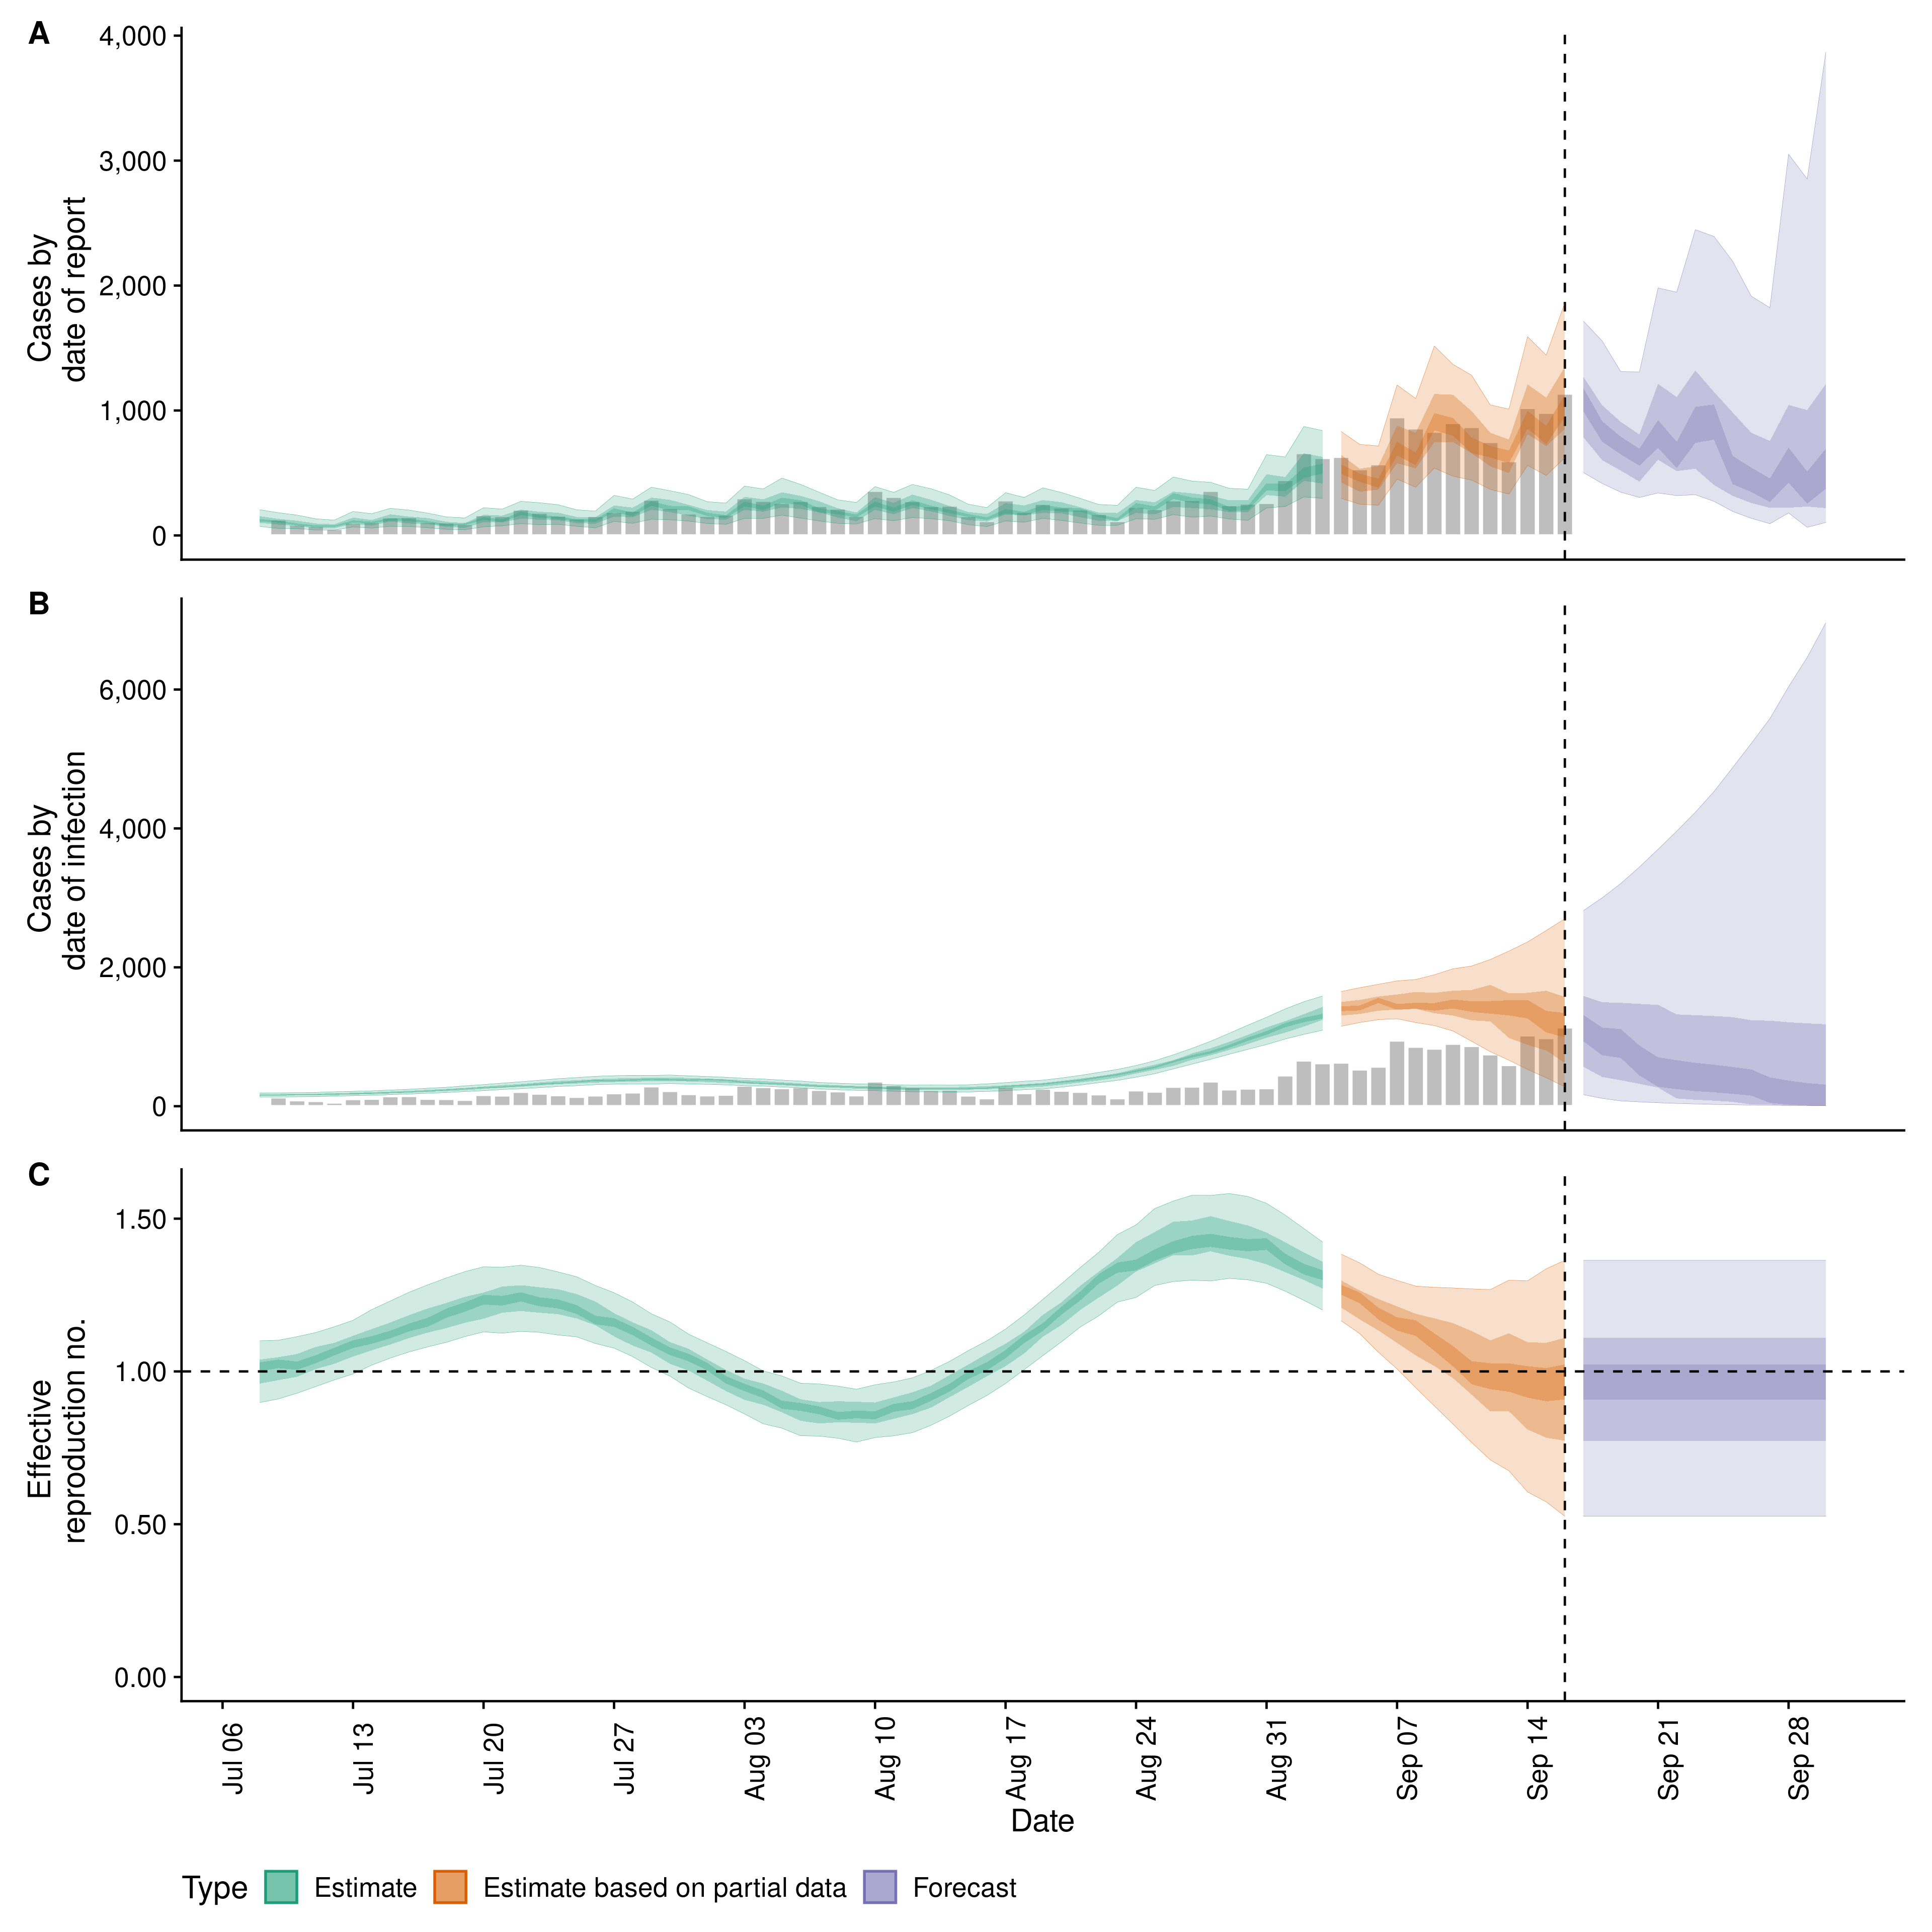 A
4,000
3,000
2,000
1,000
0
Cases by
date of report
B
6,000
4,000
2,000
0
Cases by
date of infection
C
1.50
1.00
0.50
0.00
Effective
reproduction no.
Jul 06
Jul 13
Jul 20
Jul 27
Aug 03
Aug 10
Aug 17
Aug 24
Aug 31
Sep 07
Sep 14
Sep 21
Sep 28
Date
Type Estimate Estimate based on partial data Forecast